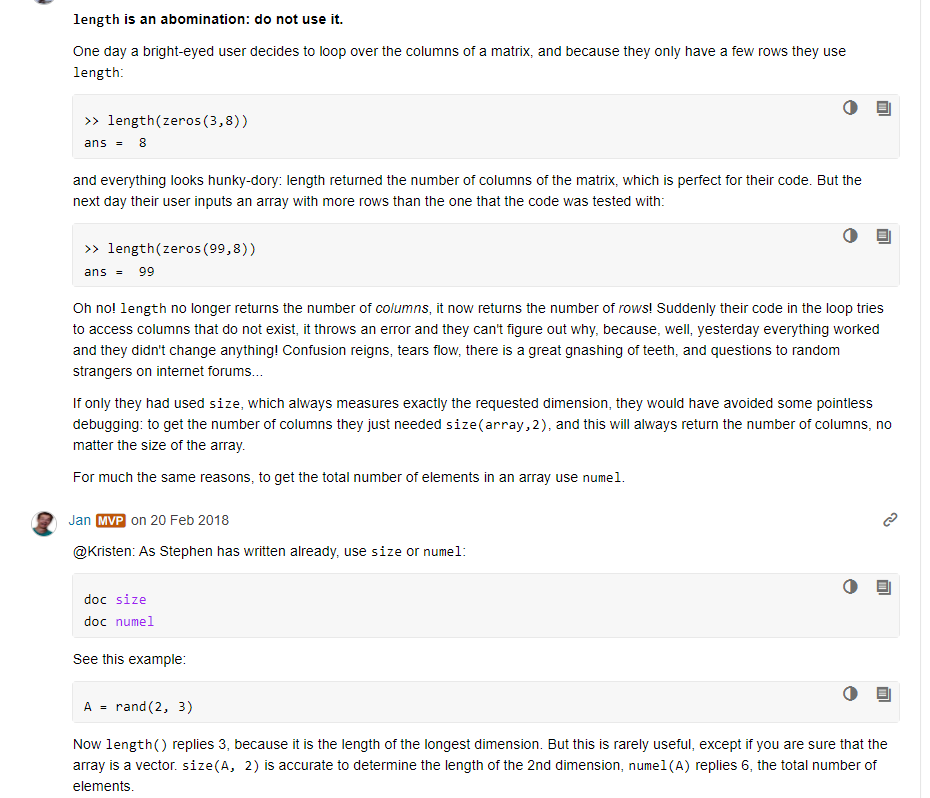 length is an abomination: do not use it.
One day a bright-eyed user decides to loop over the columns of a matrix, and because they only have a few rows they use
length:
>> length(zeros(3,8))
ans =  8
and everything looks hunky-dory: length returned the number of columns of the matrix, which is perfect for their code. But the
next day their user inputs an array with more rows than the one that the code was tested with:
>> length(zeros(99,8))
ans =  99
Oh no! length no longer returns the number of columns, it now returns the number of rows! Suddenly their code in the loop tries
to access columns that do not exist, it throws an error and they can't figure out why, because, well, yesterday everything worked
and they didn't change anything! Confusion reigns, tears flow, there is a great gnashing of teeth, and questions to random
strangers on internet forums...
If only they had used size, which always measures exactly the requested dimension, they would have avoided some pointless
debugging: to get the number of columns they just needed size(array,2), and this will always return the number of columns, no
matter the size of the array.
For much the same reasons, to get the total number of elements in an array use numel.
Jan MVP on 20 Feb 2018
@Kristen: As Stephen has written already, use size or numel:
doc size
doc numel
See this example:
A = rand(2, 3)
Now length() replies 3, because it is the length of the longest dimension. But this is rarely useful, except if you are sure that the
array is a vector. size(A, 2) is accurate to determine the length of the 2nd dimension, numel(A) replies 6, the total number of
elements.